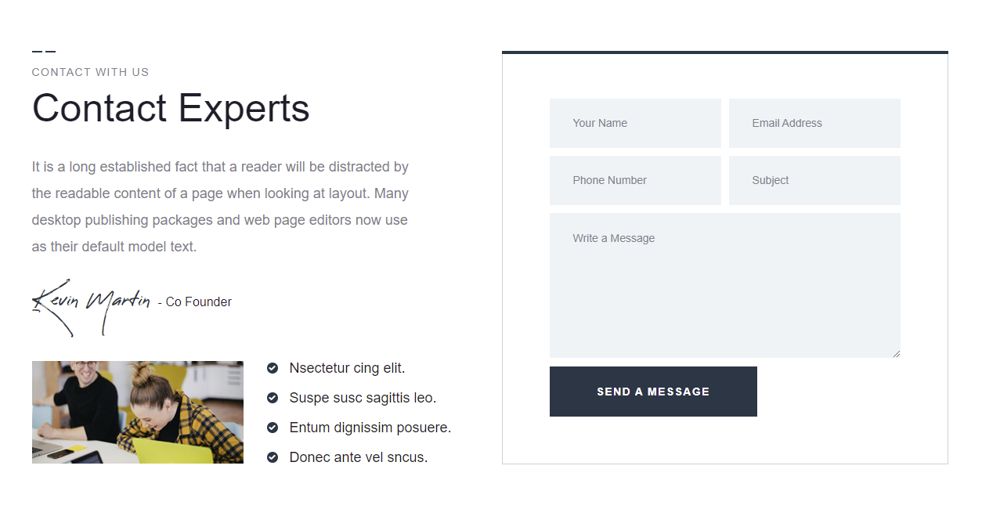 CONTACT WITH US
Contact Experts
It is a long established fact that a reader will be distracted by
the readable content of a page when looking at layout. Many
desktop publishing packages and web page editors now use
as their default model text.
Kevin Martin - Co Founder
Nsectetur cing elit.
Suspe susc sagittis leo.
Entum dignissim posuere.
Donec ante vel sncus.
Your Name
Email Address
Phone Number
Subject
Write a Message
SEND A MESSAGE